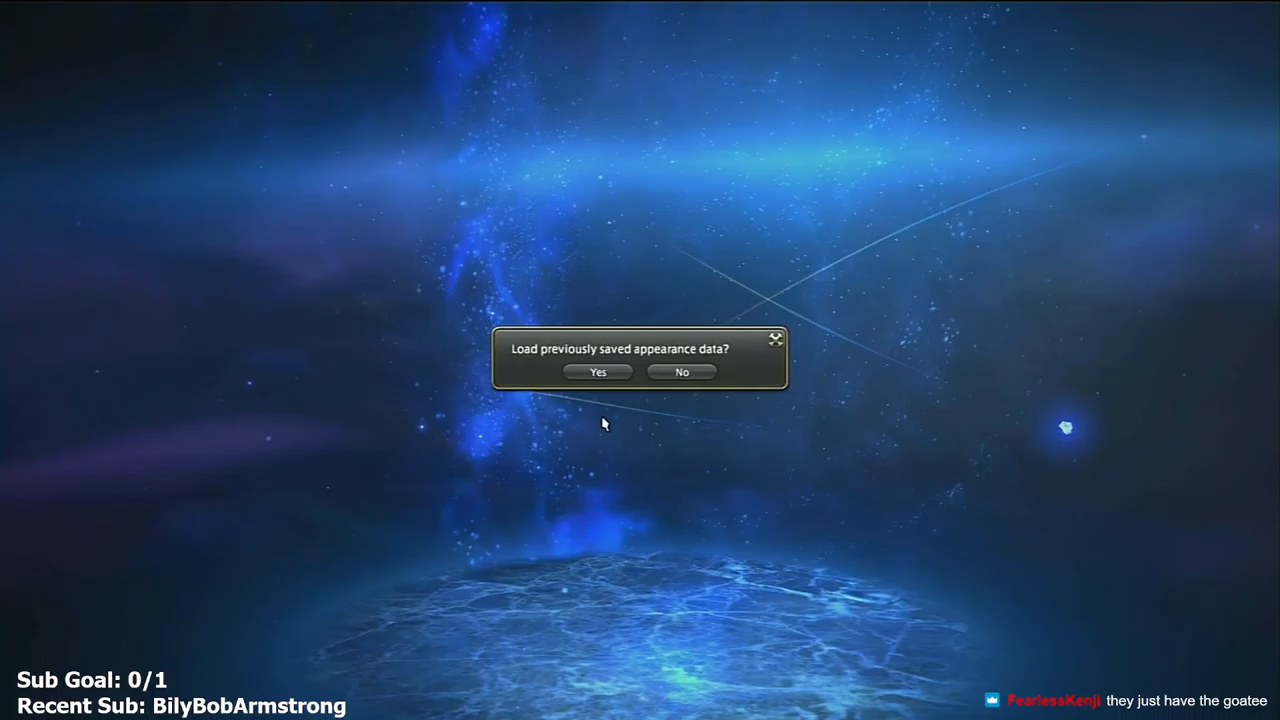 Load previously saved appearance data?
Yes No
Sub Goal: 0/1
Recent Sub: BilyBobArmstrong
FearlessKenji they just have the goatee